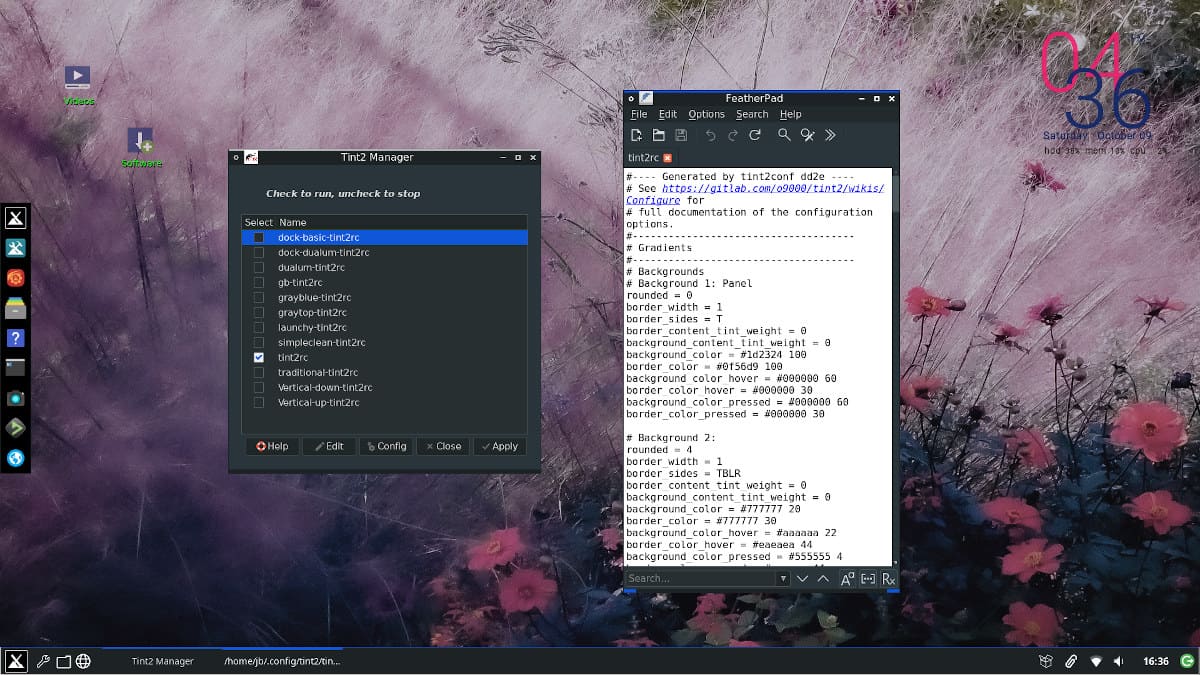 Videos
Software
04
36
Saturday October 09
hdd 38% mem 10% cpu
Tint2 Manager
Check to run, uncheck to stop
Select Name
dock-basic-tint2rc
dock-dualum-tint2rc
dualum-tint2rc
gb-tint2rc
grayblue-tint2rc
graytop-tint2rc
launchy-tint2rc
simpleclean-tint2rc
tint2rc
traditional-tint2rc
Vertical-down-tint2rc
Vertical-up-tint2rc
Help Edit Config Close Apply
FeatherPad
File Edit Options Search Help
tint2rc
#---- Generated by tint2conf dd2e ----
# See https://gitlab.com/o9000/tint2/wikis/
Configure for
# full documentation of the configuration
options.
#-------------------------------------
# Gradients
#-------------------------------------
# Backgrounds
# Background 1: Panel
rounded = 0
border_width = 1
border_sides = T
border_content_tint_weight = 0
background_content_tint_weight = 0
background_color = #1d2324 100
border_color = #0f56d9 100
background_color_hover = #000000 60
border_color_hover = #000000 30
background_color_pressed = #000000 60
border_color_pressed = #000000 30
# Background 2:
rounded = 4
border_width = 1
border_sides = TBLR
border_content_tint_weight = 0
background_content_tint_weight = 0
background_color = #777777 20
border_color = #777777 30
background_color_hover = #aaaaaa 22
border_color_hover = #eaeaea 44
background_color_pressed = #555555 4
Search...
Tint2 Manager
/home/jb/.config/tint2/tin...
16:36